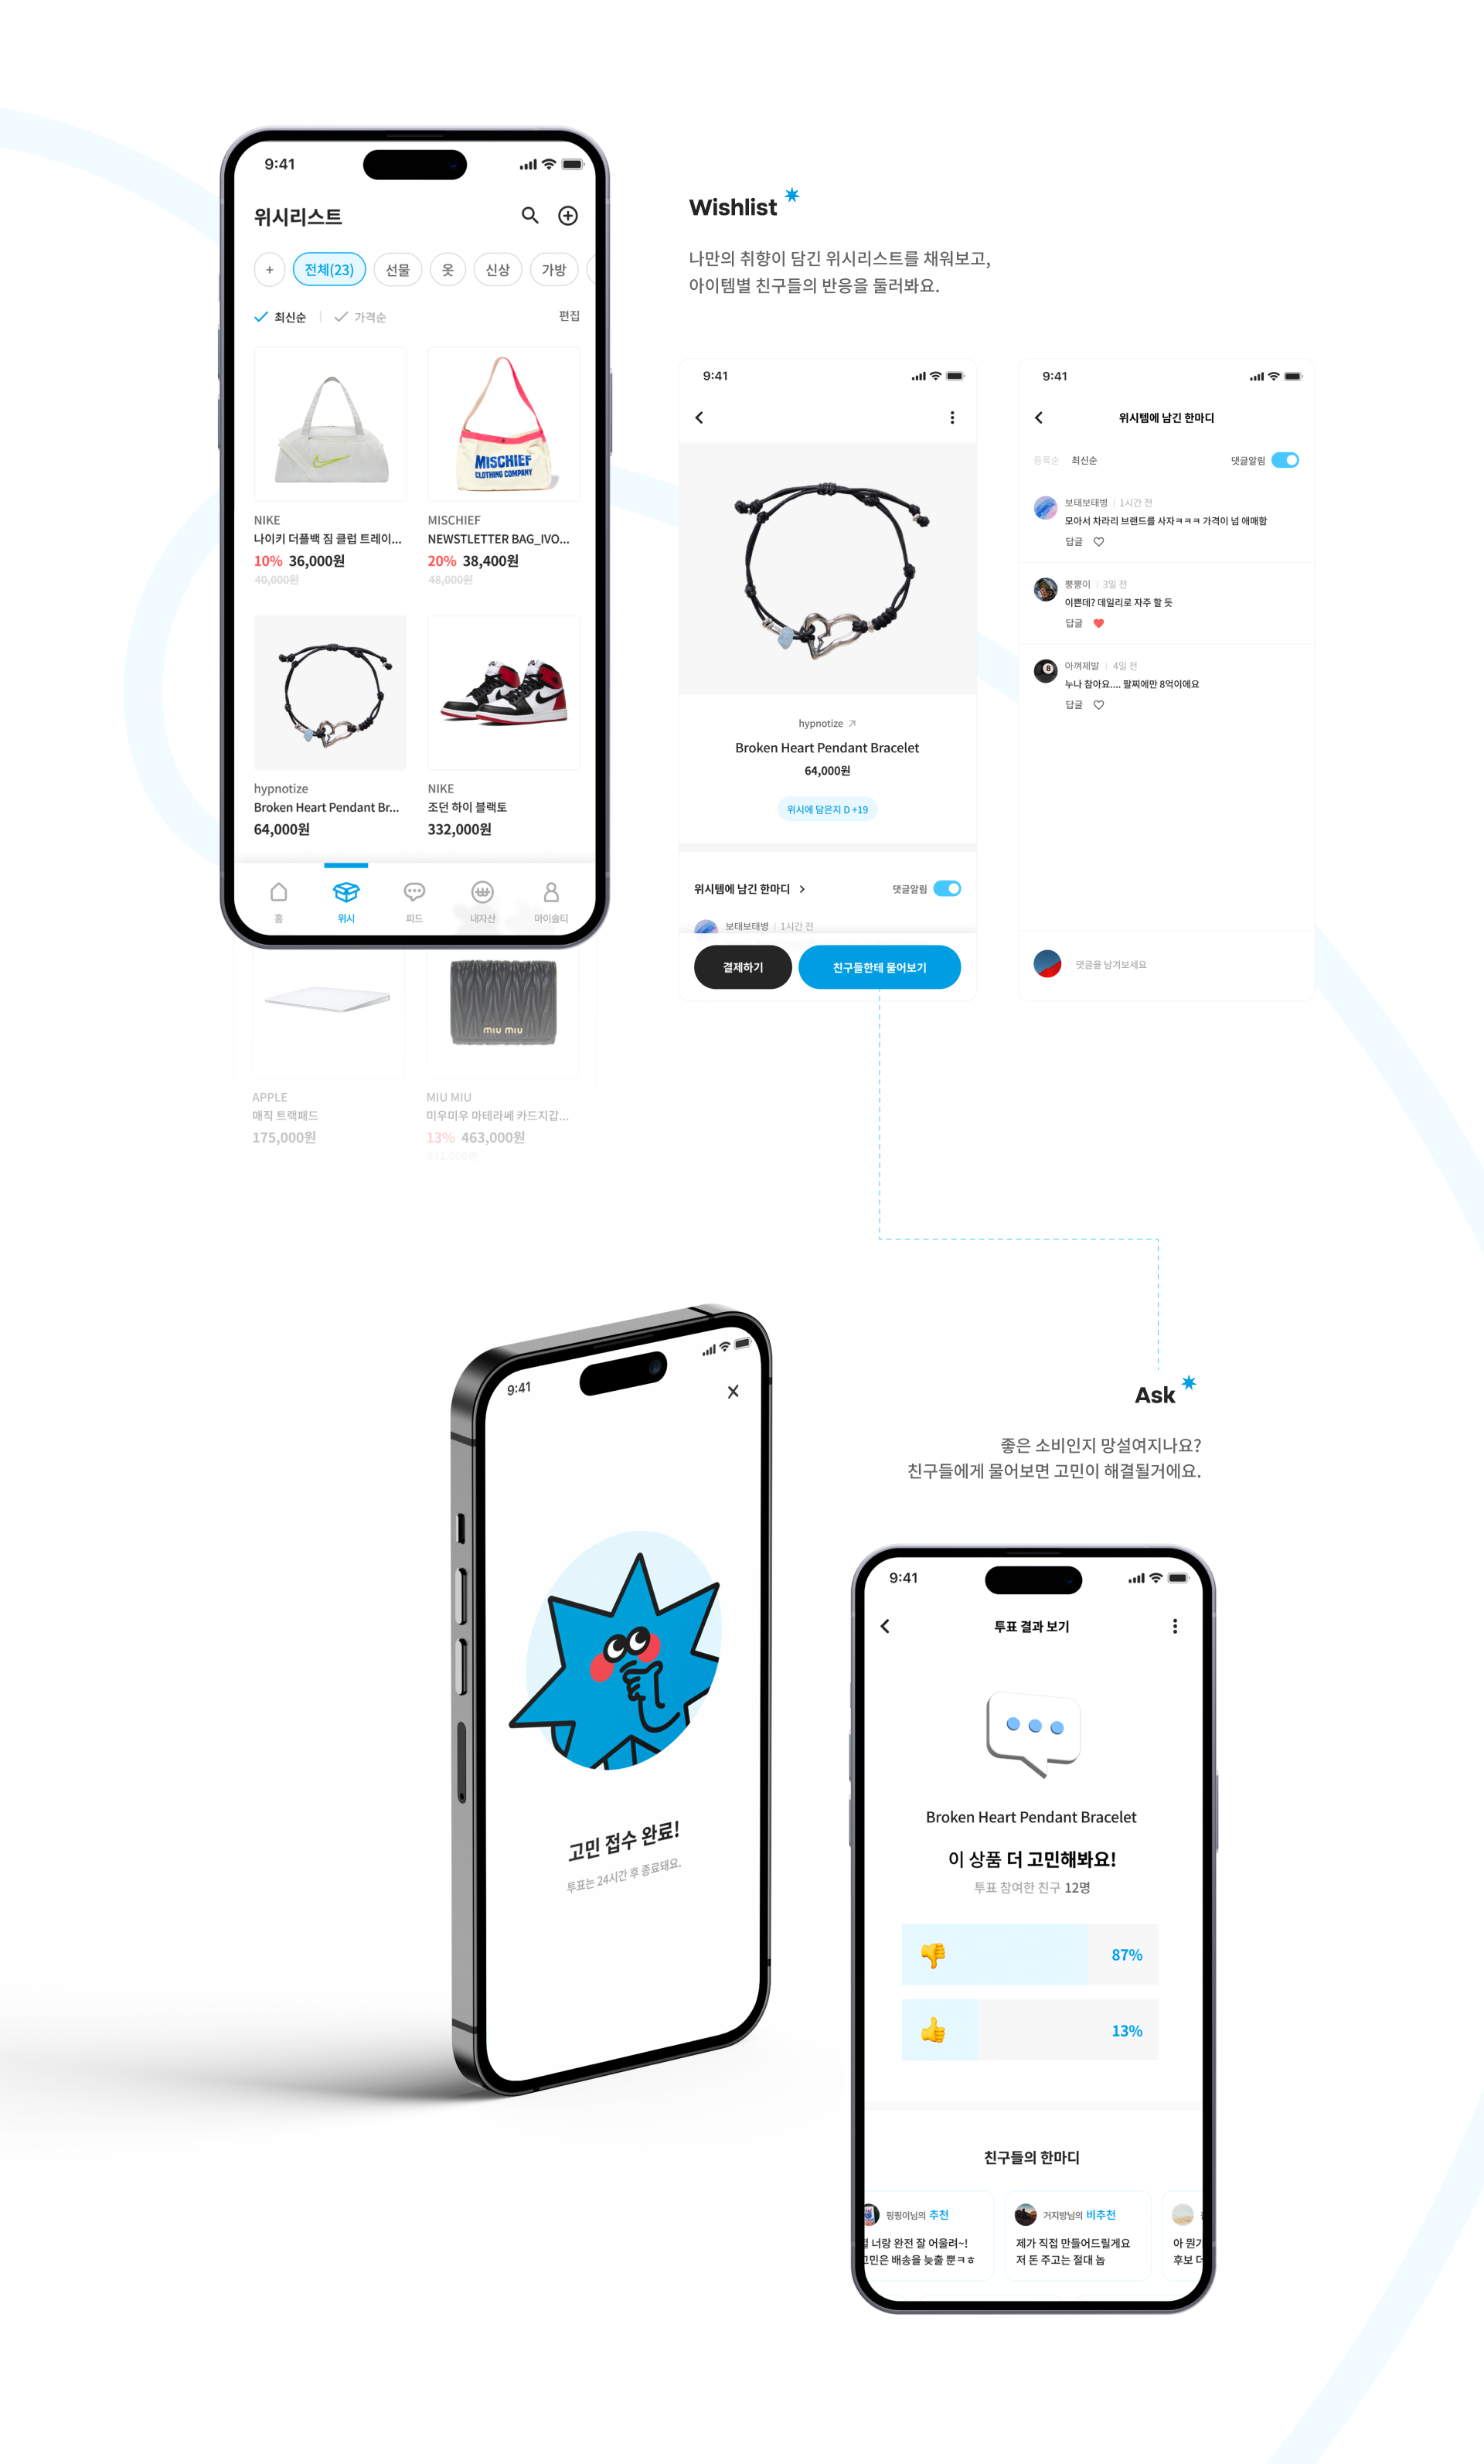 9:41
위시리스트
+
전체(23)
선물
옷
신상
가방
최신순
가격순
편집
MISCHIEF
CLOTHING COMPANY
NIKE
나이키 더플백 짐 클럽 트레이...
10% 36,000원
40,000원
MISCHIEF
NEWSTLETTER BAG_IVO...
20% 38,400원
48,000원
hypnotize
Broken Heart Pendant Br...
64,000원
NIKE
조던 하이 블랙토
332,000원
홈
위시
피드
내자산
마이솔티
miu miu
APPLE
매직 트랙패드
175,000원
MIU MIU
미우미우 마테라쎄 카드지갑...
13% 463,000원
Wishlist
나만의 취향이 담긴 위시리스트를 채워보고,
아이템별 친구들의 반응을 둘러봐요.
9:41
hypnotize
Broken Heart Pendant Bracelet
64,000원
위시에 담은지 D +19
위시템에 남긴 한마디
댓글알림
보태보태병 | 1시간 전
결제하기
친구들한테 물어보기
9:41
위시템에 남긴 한마디
등록순
최신순
댓글알림
보태보태병 | 1시간 전
모아서 차라리 브랜드를 사자ㅋㅋㅋ 가격이 넘 애매함
답글
뿡뿡이 | 3일 전
이쁜데? 데일리로 자주 할 듯
답글
8
아껴제발 | 4일 전
누나 참아요.... 팔찌에만 8억이에요
답글
댓글을 남겨보세요
Ask
좋은 소비인지 망설여지나요?
친구들에게 물어보면 고민이 해결될거에요.
9:41
고민 접수 완료!
투표는 24시간 후 종료돼요.
9:41
투표 결과 보기
Broken Heart Pendant Bracelet
이 상품 더 고민해봐요!
투표 참여한 친구 12명
87%
13%
친구들의 한마디
핑핑이님의 추천
너랑 완전 잘 어울려~!
고민은 배송을 늦출 뿐ㅋㅎ
거지방님의 비추천
제가 직접 만들어드릴게요
저 돈 주고는 절대 놉
아 뭔가
후보 더